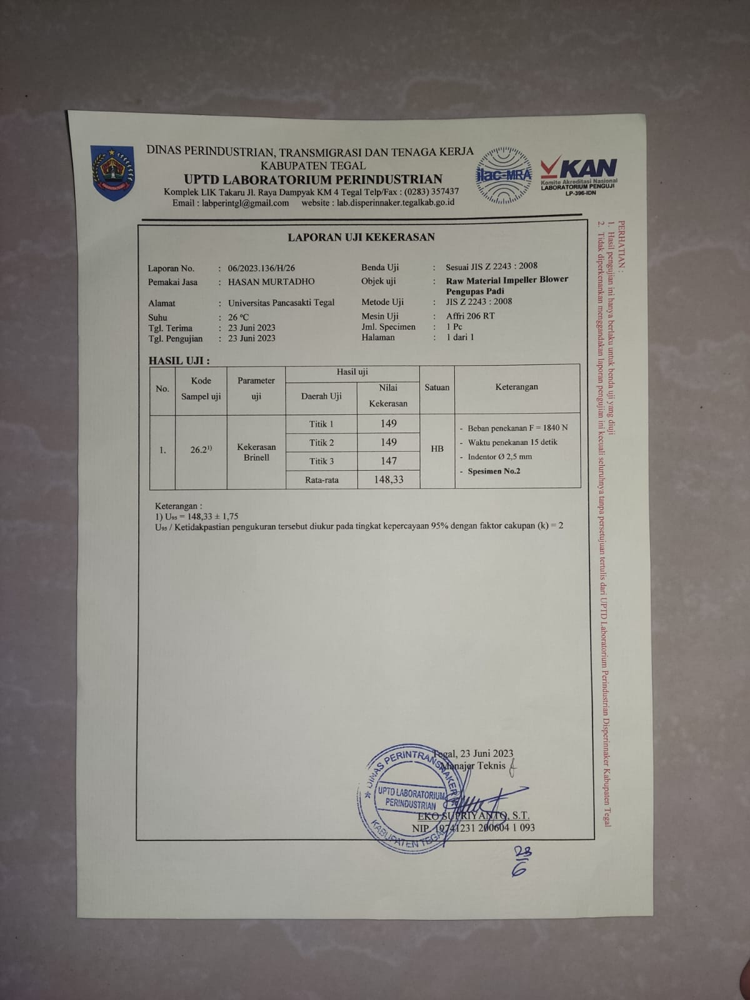 DINAS PERINDUSTRIAN, TRANSMIGRASI DAN TENAGA KERJA
KABUPATEN TEGAL
UPTD LABORATORIUM PERINDUSTRIAN
Komplek LIK Takaru Jl. Raya Dampyak KM 4 Tegal Telp/Fax : (0283) 357437
Email : labperintgl@gmail.com website : lab.disperinnaker.tegalkab.go.id
ilac-MRA
KAN
Komite Akreditasi Nasional
LABORATORIUM PENGUJI
LP-396-IDN
LAPORAN UJI KEKERASAN
Laporan No. : 06/2023.136/H/26 Benda Uji : Sesuai JIS Z 2243 : 2008
Pemakai Jasa : HASAN MURTADHO Objek uji : Raw Material Impeller Blower
Pengupas Padi
Alamat : Universitas Pancasakti Tegal Metode Uji : JIS Z 2243 : 2008
Suhu : 26 ºC Mesin Uji : Affri 206 RT
Tgl. Terima : 23 Juni 2023 Jml. Specimen : 1 Pc
Tgl. Pengujian : 23 Juni 2023 Halaman : 1 dari 1
HASIL UJI :
No. Kode Sampel uji Parameter uji Hasil uji Satuan Keterangan
Daerah Uji Nilai Kekerasan
1. 26.2¹⁾ Kekerasan Brinell HB
Titik 1 149
Titik 2 149
Titik 3 147
Rata-rata 148,33
- Beban penekanan F = 1840 N
- Waktu penekanan 15 detik
- Indentor Ø 2,5 mm
- Spesimen No.2
Keterangan :
1) U₉₅ = 148,33 ± 1,75
U₉₅ / Ketidakpastian pengukuran tersebut diukur pada tingkat kepercayaan 95% dengan faktor cakupan (k) = 2
Tegal, 23 Juni 2023
Manajer Teknis
DINAS PERINTRANSNAKER
UPTD LABORATORIUM
PERINDUSTRIAN
KABUPATEN TEGAL
EKO SUPRIYANTO, S.T.
NIP. 19741231 200604 1 093
23
6
PERHATIAN :
1. Hasil pengujian ini hanya berlaku untuk benda uji yang diuji
2. Tidak diperkenankan menggandakan laporan pengujian ini kecuali seluruhnya tanpa persetujuan tertulis dari UPTD Laboratorium Perindustrian Disperinnaker Kabupaten Tegal